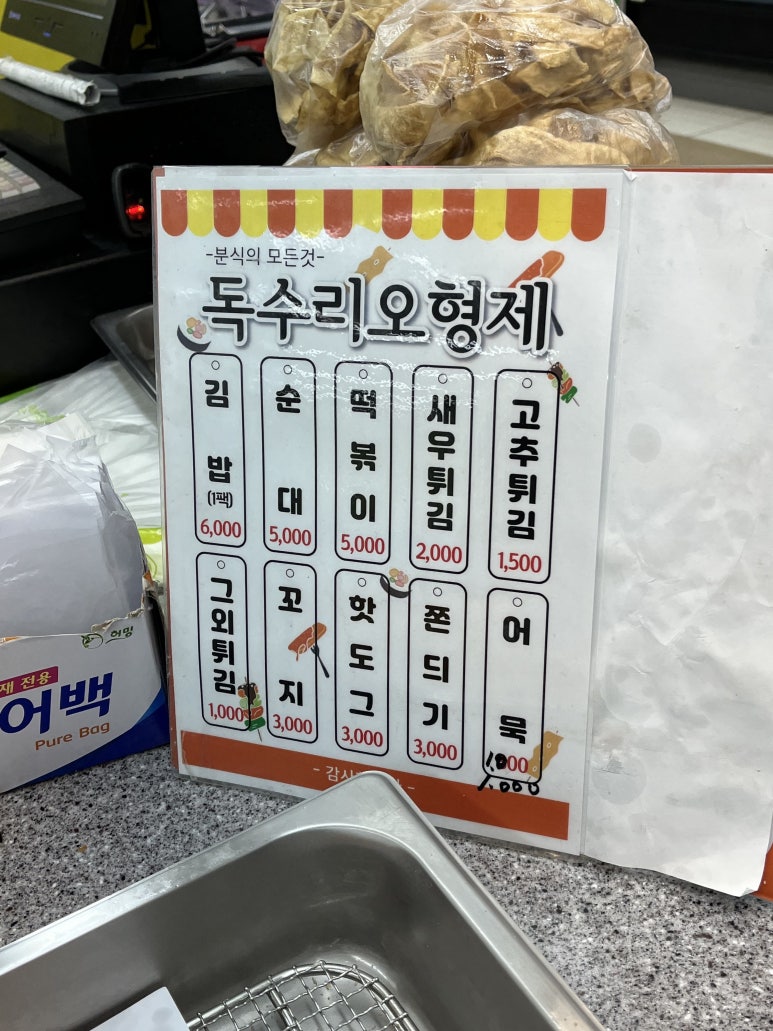 -분식의 모든것-
독수리오형제
김밥
(1팩)
6,000
순대
5,000
떡볶이
5,000
새우튀김
2,000
고추튀김
1,500
그외튀김
1,000
꼬지
3,000
핫도그
3,000
쫀듸기
3,000
어묵
1,000
어밍
재 전용
어백
Pure Bag